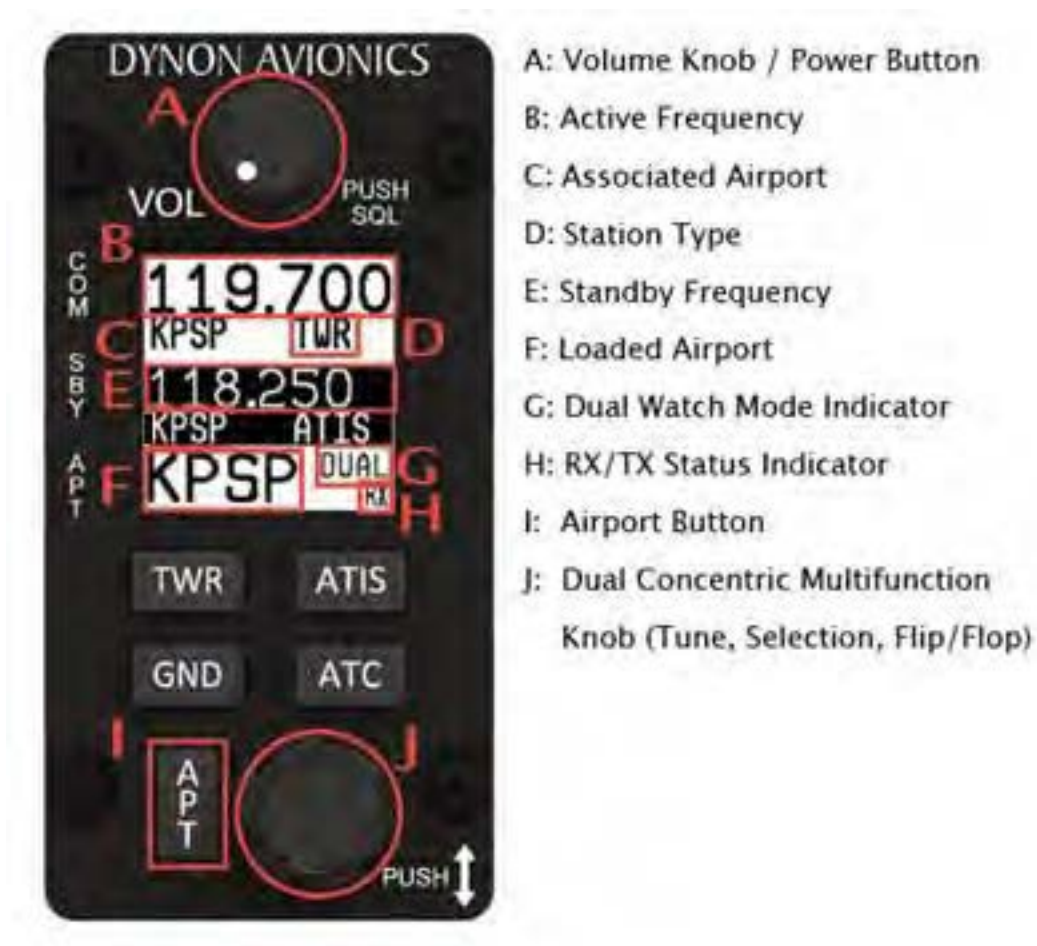 DYNON AVIONICS
A
VOL
PUSH
SQL
B
COM
119.700
C
KPSP TWR
D
SBY
E
118.250
KPSP ATIS
APT
F
KPSP
DUAL
G
RX
H
TWR ATIS
GND ATC
I
J
APT
PUSH
A: Volume Knob / Power Button
B: Active Frequency
C: Associated Airport
D: Station Type
E: Standby Frequency
F: Loaded Airport
G: Dual Watch Mode Indicator
H: RX/TX Status Indicator
I: Airport Button
J: Dual Concentric Multifunction
Knob (Tune, Selection, Flip/Flop)